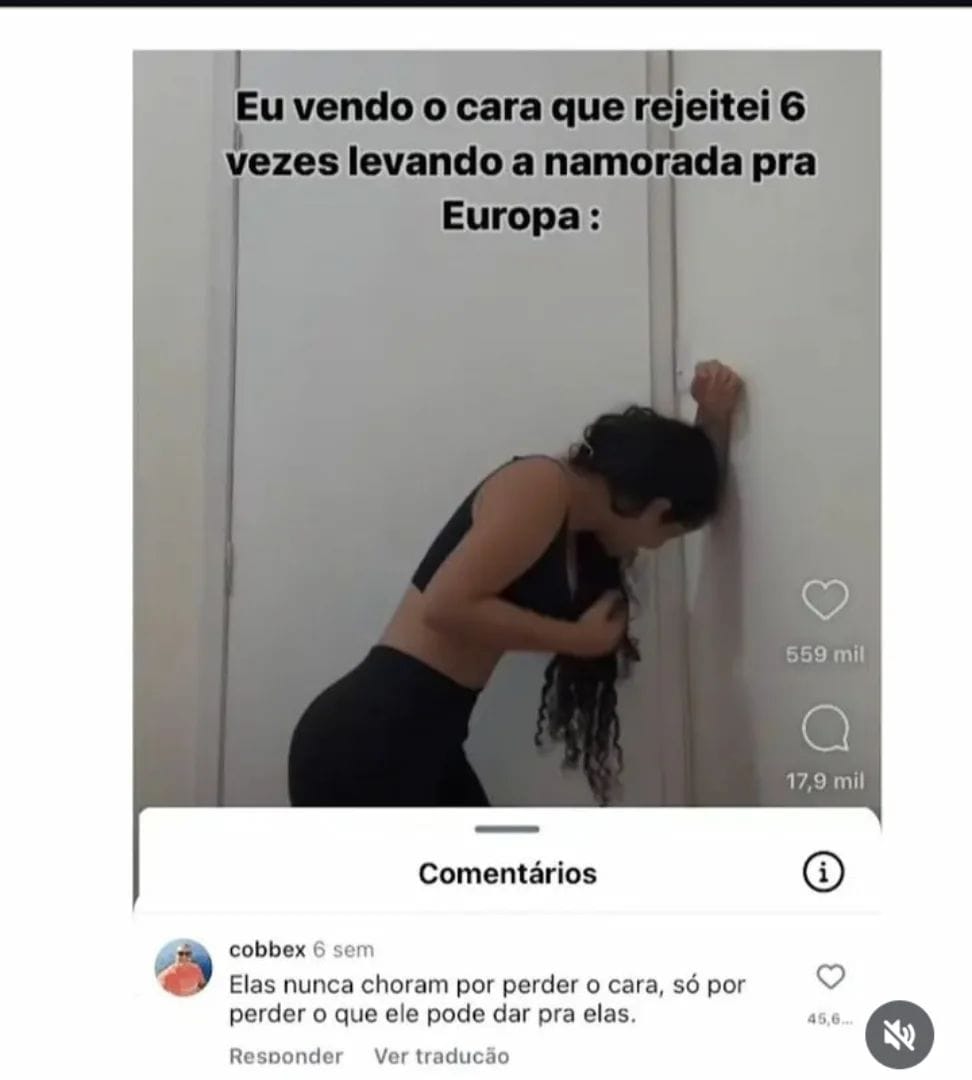 Eu vendo o cara que rejeitei 6
vezes levando a namorada pra
Europa :
559 mil
17,9 mil
Comentários
cobbex 6 sem
Elas nunca choram por perder o cara, só por
perder o que ele pode dar pra elas.
45,6...
Responder Ver tradução